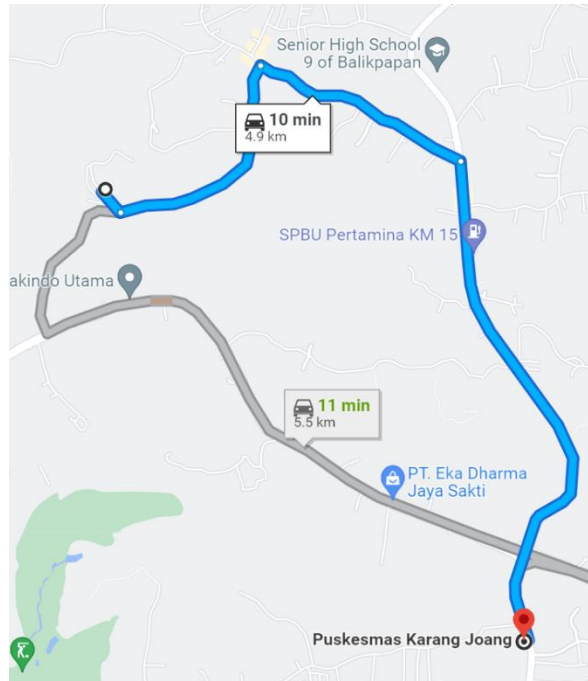 Senior High School
9 of Balikpapan
10 min
4.9 km
SPBU Pertamina KM 15
akindo Utama
11 min
5.5 km
PT. Eka Dharma
Jaya Sakti
Puskesmas Karang Joang